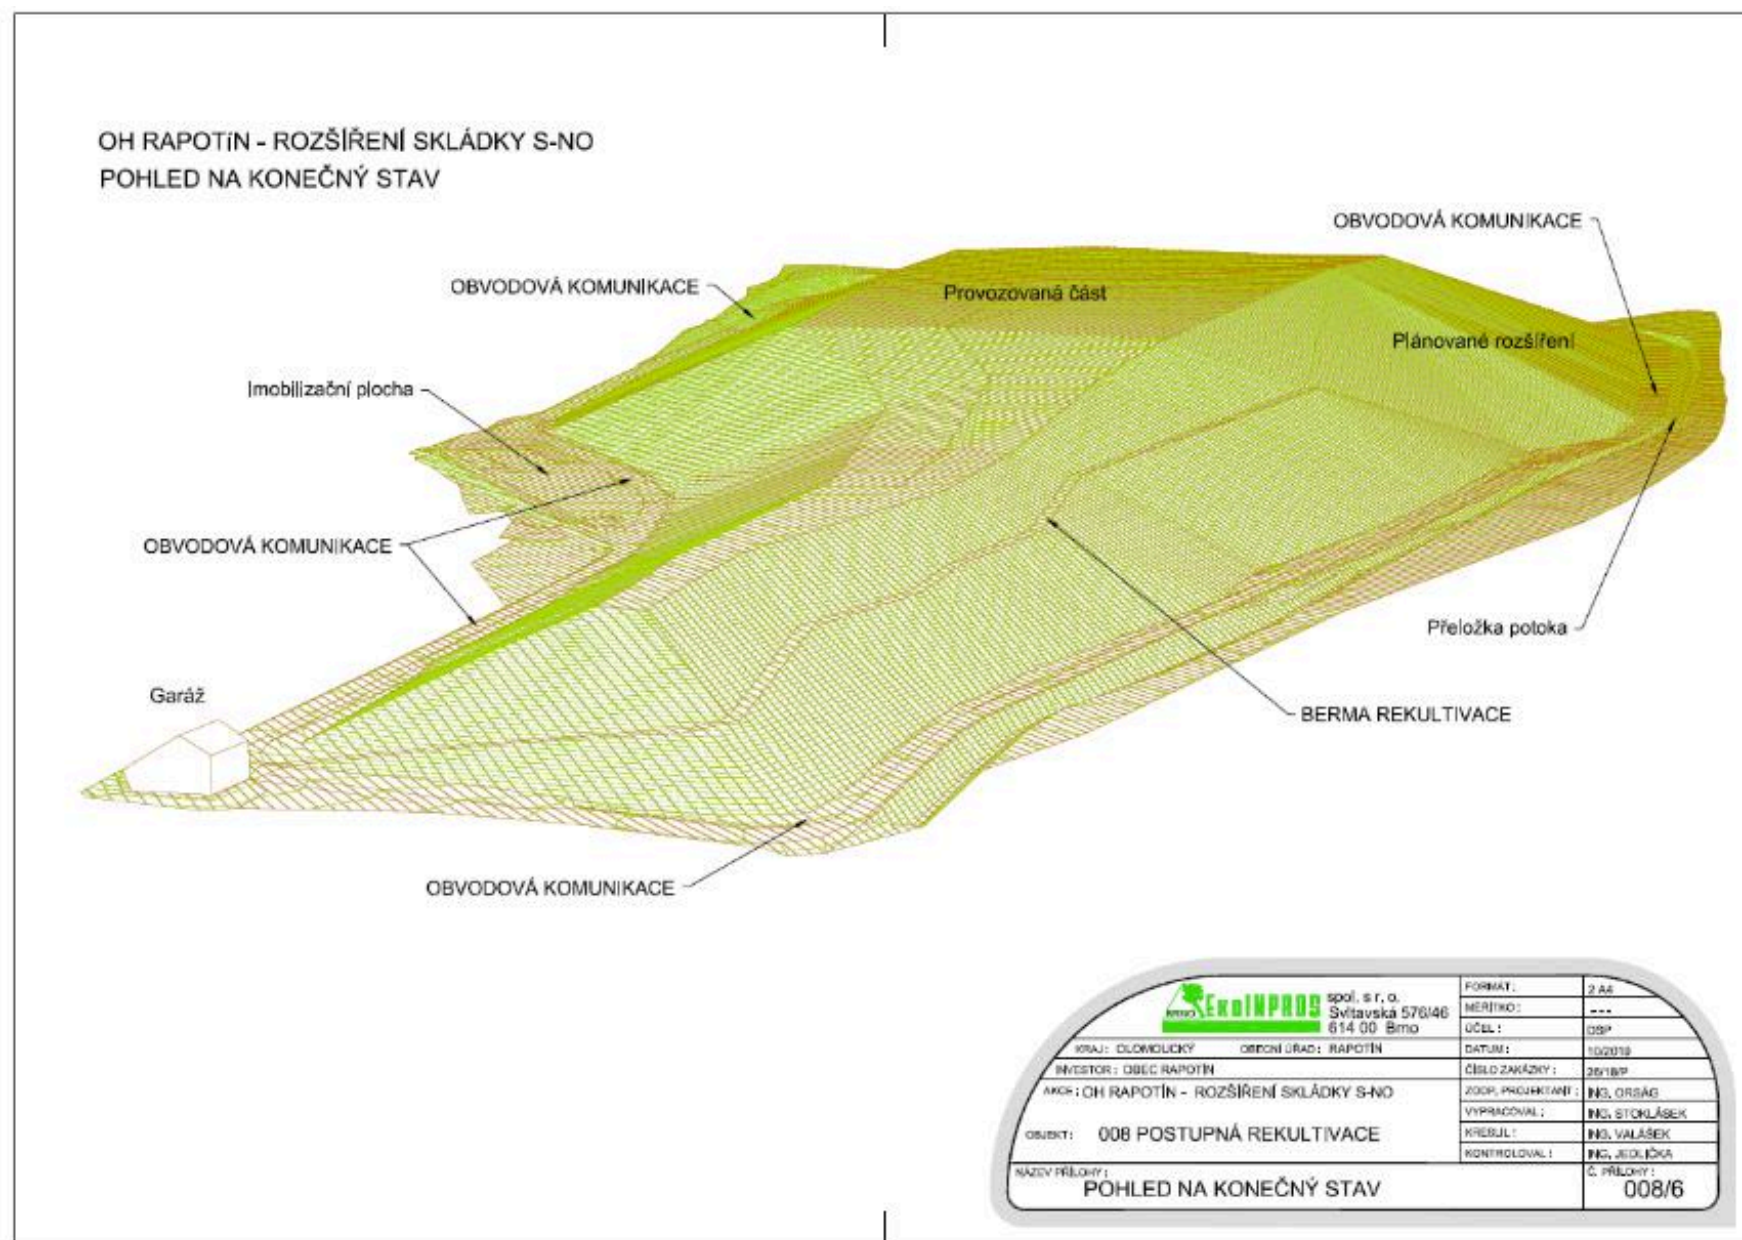 OH RAPOTíN - ROZŠÍŘENÍ SKLÁDKY S-NO
POHLED NA KONEČNÝ STAV
OBVODOVÁ KOMUNIKACE
OBVODOVÁ KOMUNIKACE
Provozovaná část
Plánované rozšíření
Imobilizační plocha
OBVODOVÁ KOMUNIKACE
Přeložka potoka
Garáž
BERMA REKULTIVACE
OBVODOVÁ KOMUNIKACE
BRNO EKOINPROS spol. s r. o.
Svitavská 576/46
614 00 Brno
KRAJ: OLOMOUCKÝ OBECNÍ ÚŘAD: RAPOTÍN
INVESTOR: OBEC RAPOTÍN
AKCE: OH RAPOTÍN - ROZŠÍŘENÍ SKLÁDKY S-NO
OBJEKT: 008 POSTUPNÁ REKULTIVACE
FORMÁT: 2 A4
MĚŘÍTKO: ---
ÚČEL: DSP
DATUM: 10/2019
ČÍSLO ZAKÁZKY: 26/18/P
ZODP. PROJEKTANT: ING. ORSÁG
VYPRACOVAL: ING. STOKLÁSEK
KRESLIL: ING. VALÁŠEK
KONTROLOVAL: ING. JEDLIČKA
NÁZEV PŘÍLOHY:
POHLED NA KONEČNÝ STAV
Č. PŘÍLOHY:
008/6